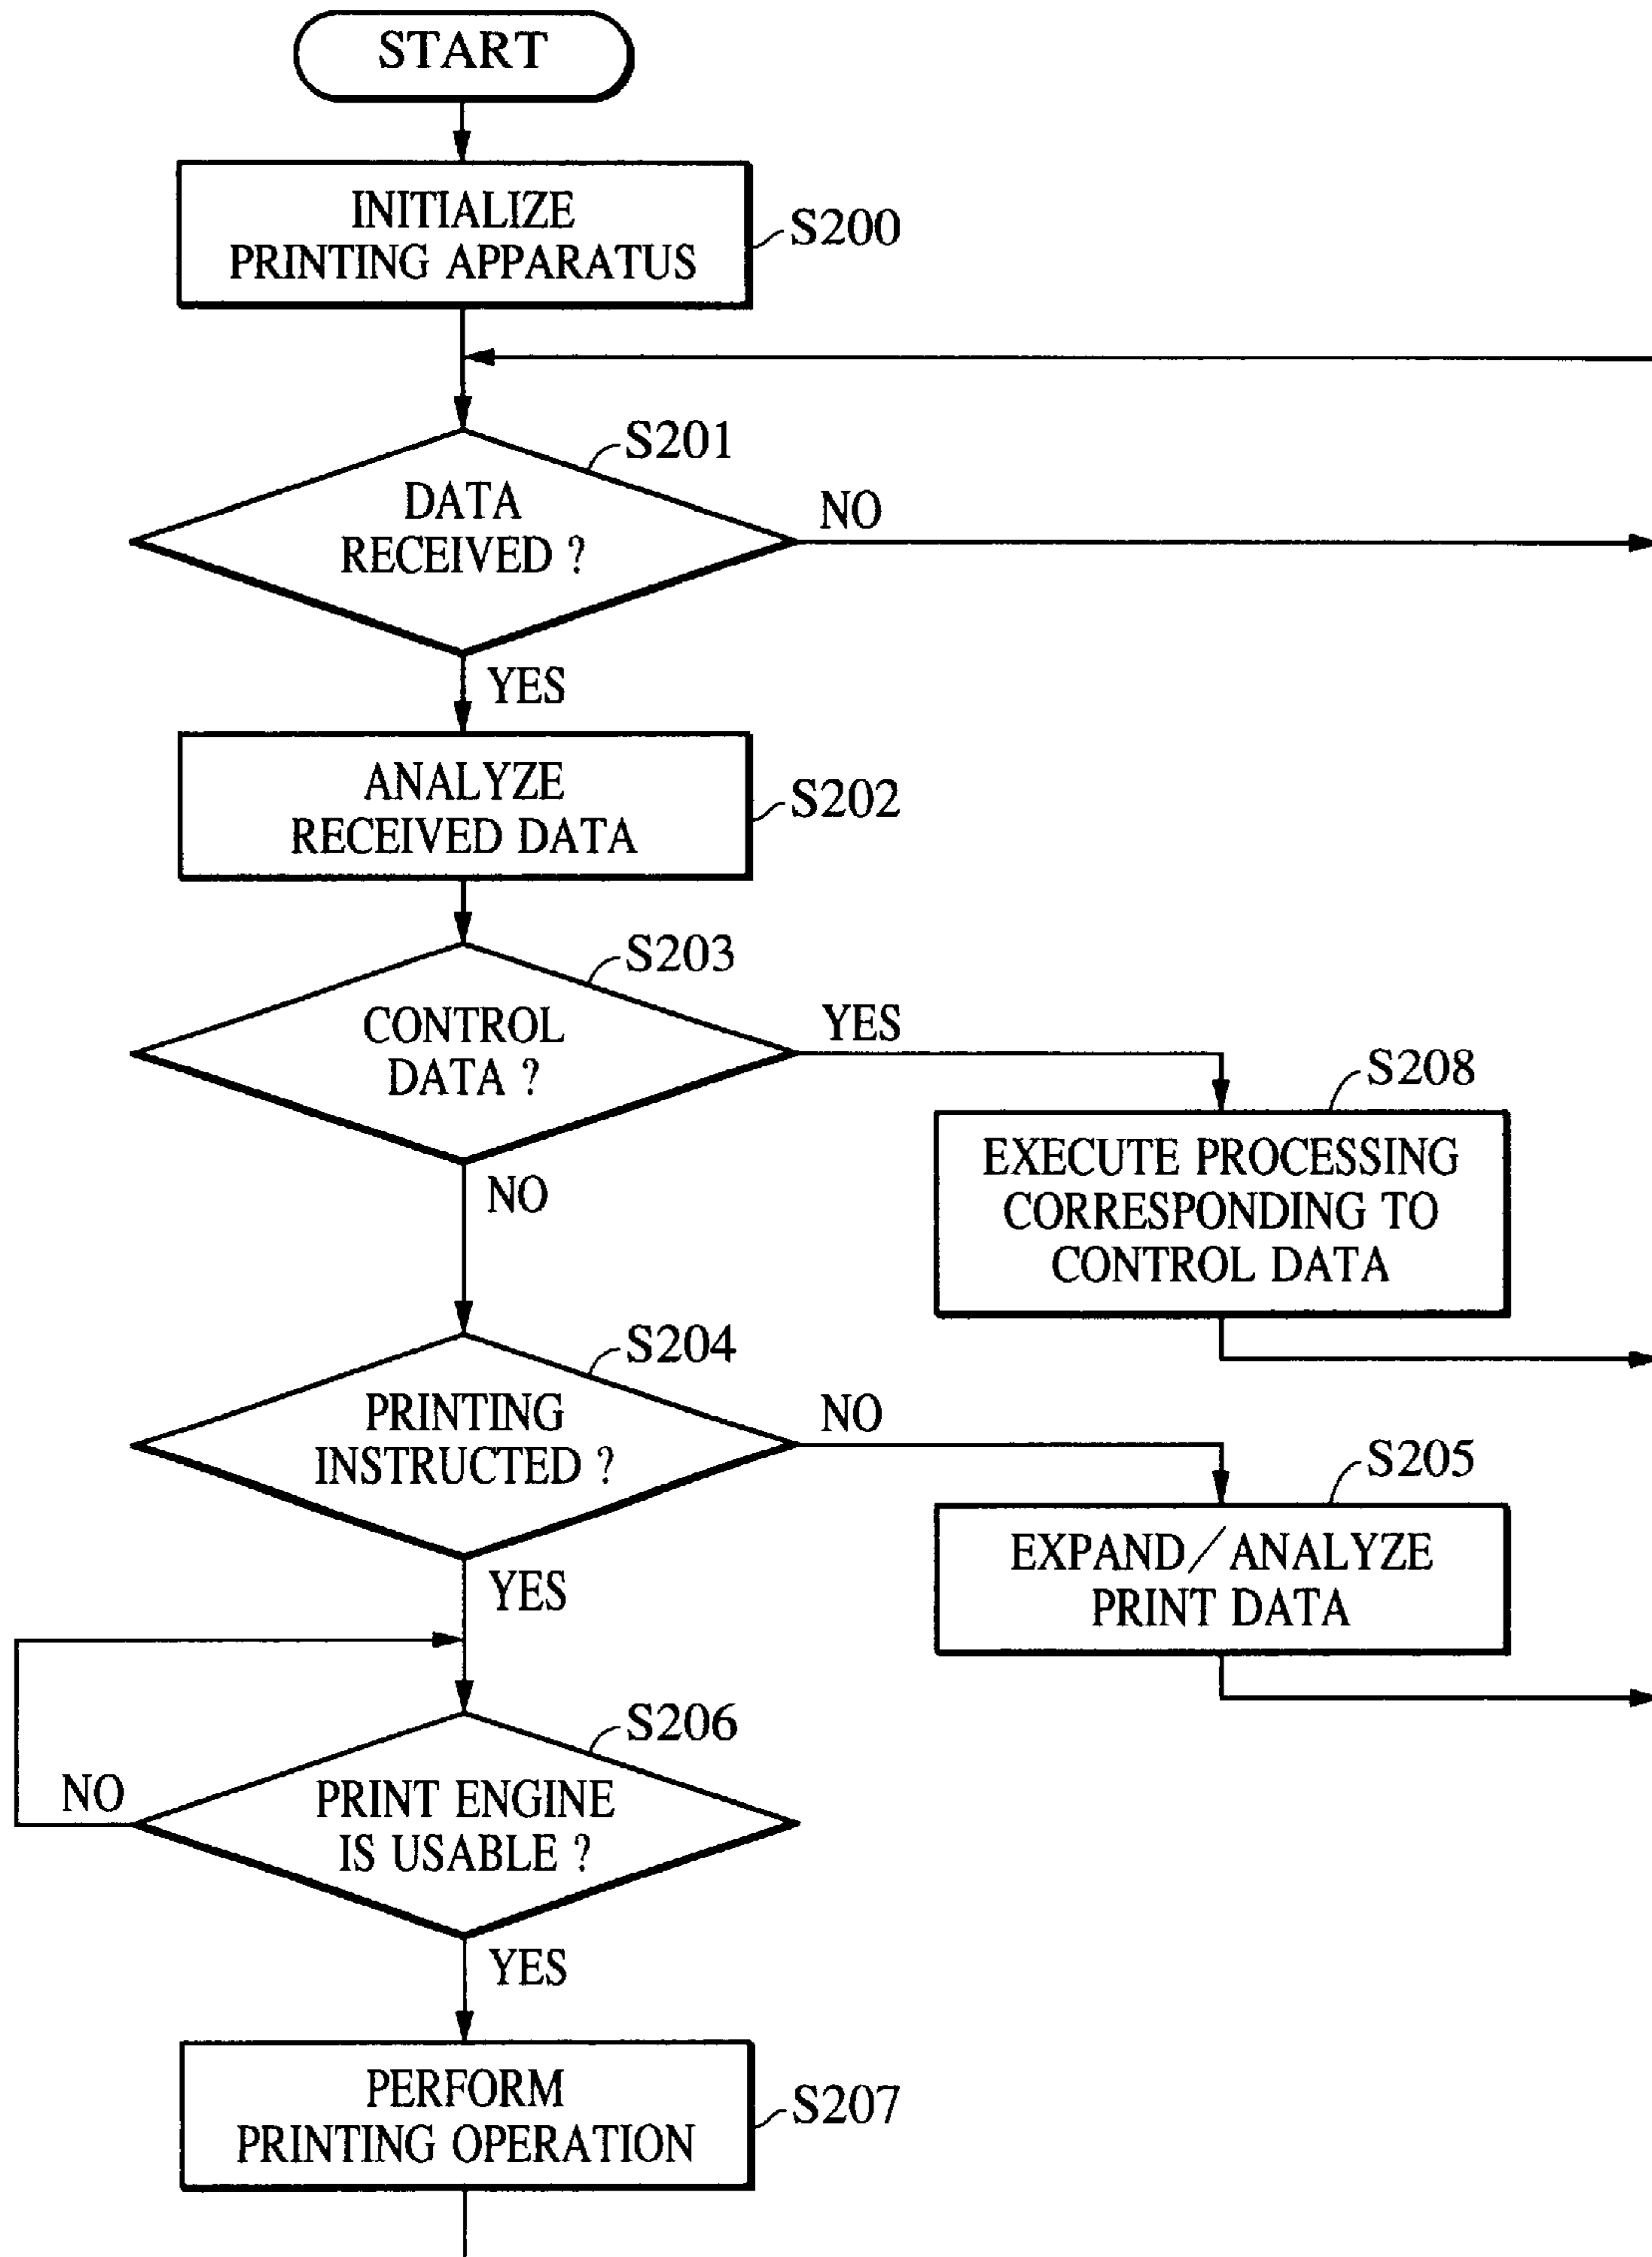 START
INITIALIZE
PRINTING APPARATUS
S200
S201
DATA
RECEIVED ?
NO
YES
ANALYZE
RECEIVED DATA
S202
S203
CONTROL
DATA ?
YES
NO
S208
EXECUTE PROCESSING
CORRESPONDING TO
CONTROL DATA
S204
PRINTING
INSTRUCTED ?
NO
YES
S205
EXPAND/ANALYZE
PRINT DATA
S206
PRINT ENGINE
IS USABLE ?
NO
YES
PERFORM
PRINTING OPERATION
S207